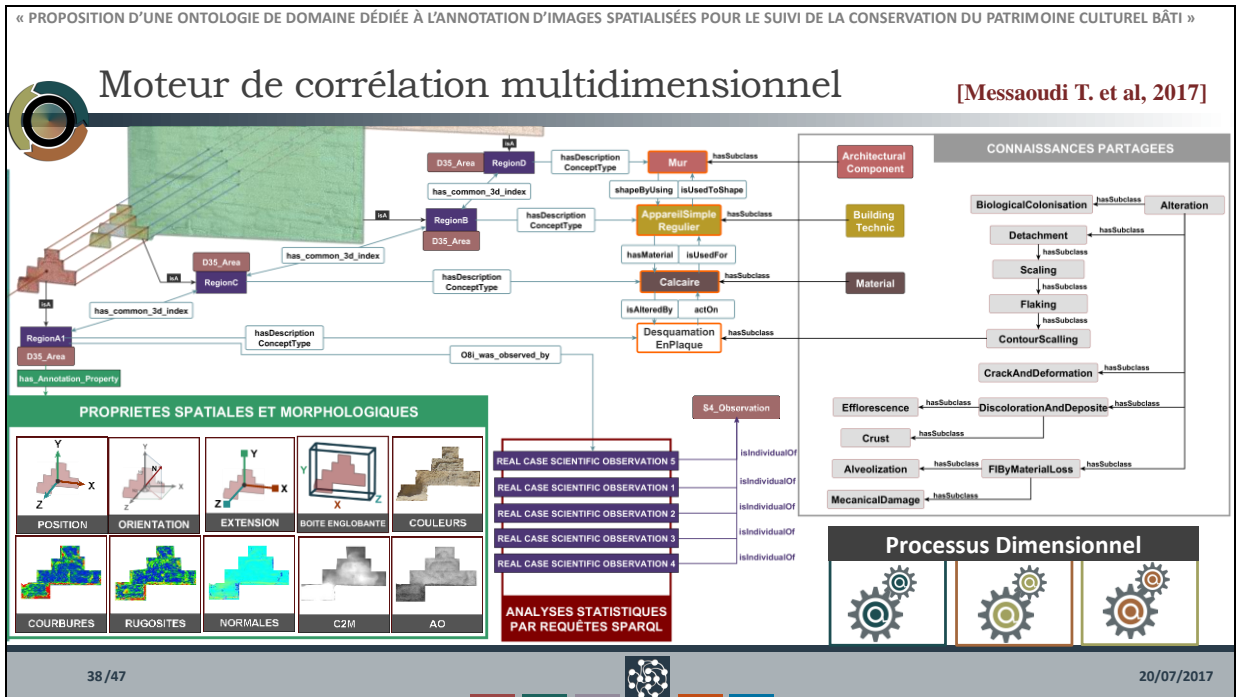 « PROPOSITION D'UNE ONTOLOGIE DE DOMAINE DÉDIÉE À L'ANNOTATION D'IMAGES SPATIALISÉES POUR LE SUIVI DE LA CONSERVATION DU PATRIMOINE CULTUREL BÂTI »
Moteur de corrélation multidimensionnel
[Messaoudi T. et al, 2017]
isA
D35_Area
RegionD
hasDescription
ConceptType
Mur
hasSubclass
Architectural
Component
has_common_3d_index
shapeByUsing
isUsedToShape
isA
RegionB
D35_Area
hasDescription
ConceptType
AppareilSimple
Regulier
hasSubclass
Building
Technic
has_common_3d_index
hasMaterial
isUsedFor
D35_Area
isA
RegionC
hasDescription
ConceptType
Calcaire
hasSubclass
Material
isA
has_common_3d_index
isAlteredBy
actOn
RegionA1
D35_Area
hasDescription
ConceptType
Desquamation
EnPlaque
hasSubclass
O8i_was_observed_by
has_Annotation_Property
CONNAISSANCES PARTAGEES
BiologicalColonisation
hasSubclass
Alteration
Detachment
hasSubclass
hasSubclass
Scaling
hasSubclass
Flaking
hasSubclass
ContourScalling
CrackAndDeformation
hasSubclass
Efflorescence
hasSubclass
DiscolorationAndDeposite
hasSubclass
Crust
hasSubclass
Alveolization
hasSubclass
FlByMaterialLoss
hasSubclass
MecanicalDamage
hasSubclass
PROPRIETES SPATIALES ET MORPHOLOGIQUES
Y
X
Z
POSITION
N
ORIENTATION
Y
X
Z
EXTENSION
Y
X
Z
BOITE ENGLOBANTE
COULEURS
COURBURES
RUGOSITES
NORMALES
C2M
AO
S4_Observation
REAL CASE SCIENTIFIC OBSERVATION 5
isIndividualOf
REAL CASE SCIENTIFIC OBSERVATION 1
isIndividualOf
REAL CASE SCIENTIFIC OBSERVATION 2
isIndividualOf
REAL CASE SCIENTIFIC OBSERVATION 3
isIndividualOf
REAL CASE SCIENTIFIC OBSERVATION 4
isIndividualOf
ANALYSES STATISTIQUES
PAR REQUÊTES SPARQL
Processus Dimensionnel
@ @
@ @
@ @
38/47
20/07/2017